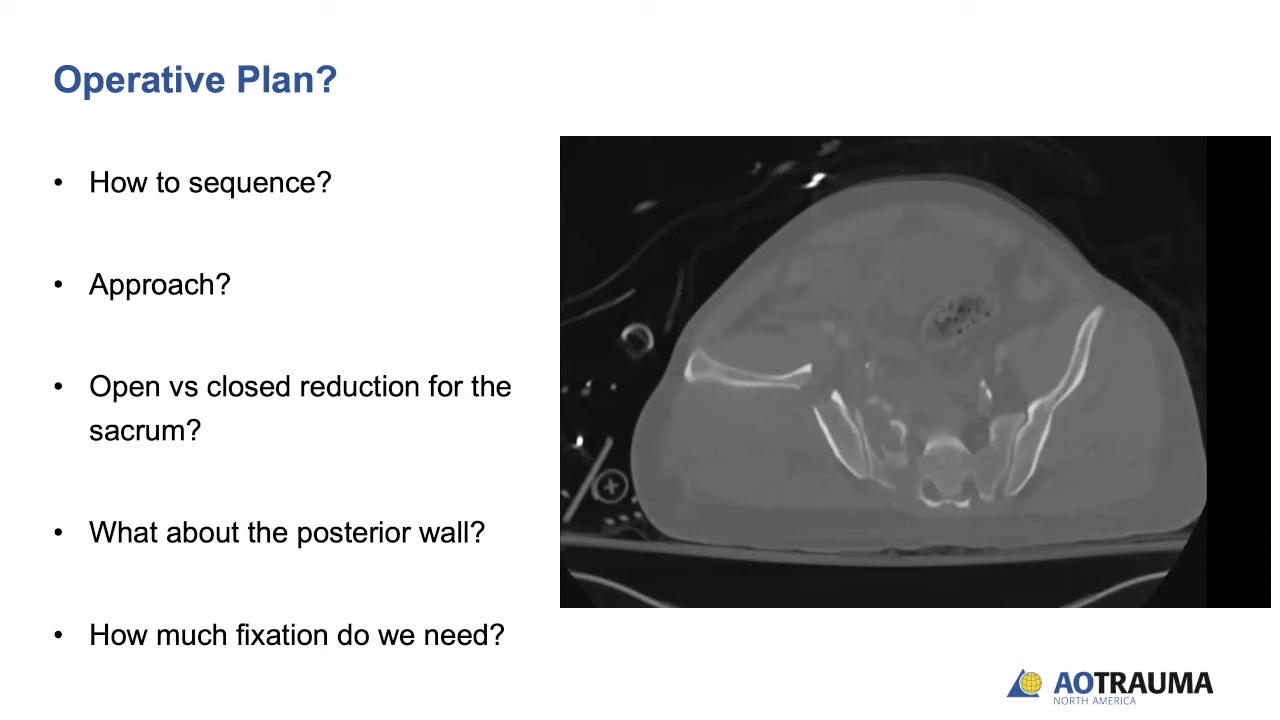 Operative Plan?
• How to sequence?
• Approach?
• Open vs closed reduction for the
sacrum?
• What about the posterior wall?
• How much fixation do we need?
AOTRAUMA
NORTH AMERICA